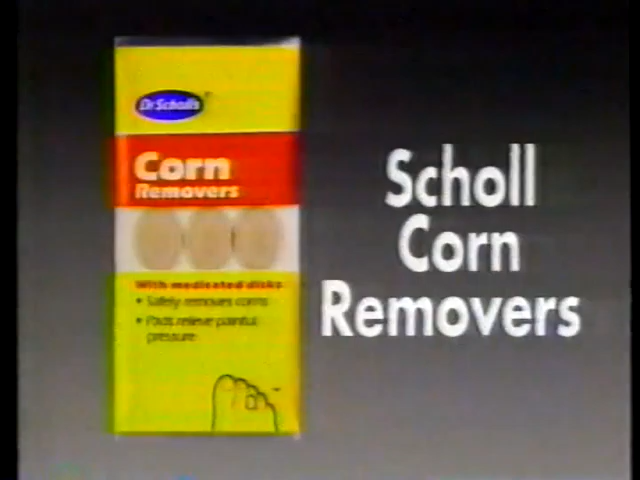 Dr Scholl's
Corn
Removers
With medicated disks
• Safely removes corns
• Pads relieve painful
pressure
Scholl
Corn
Removers